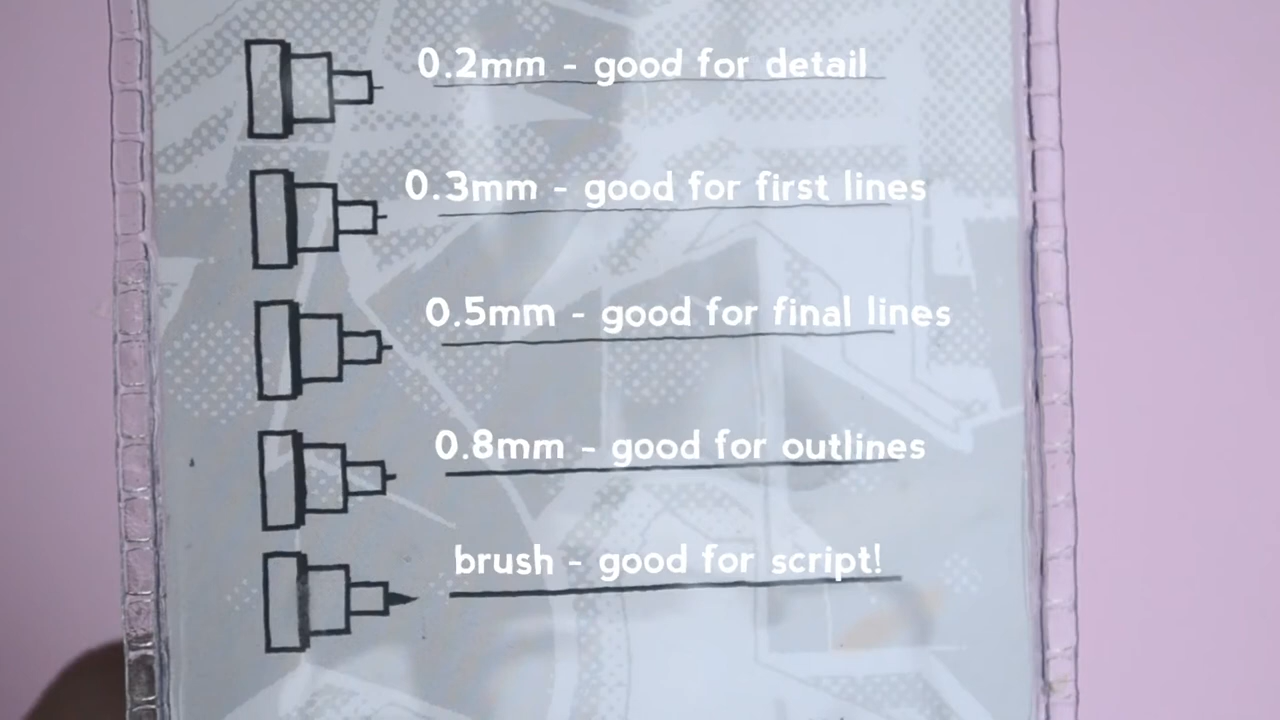 0.2mm - good for detail
0.3mm - good for first lines
0.5mm - good for final lines
0.8mm - good for outlines
brush - good for script!